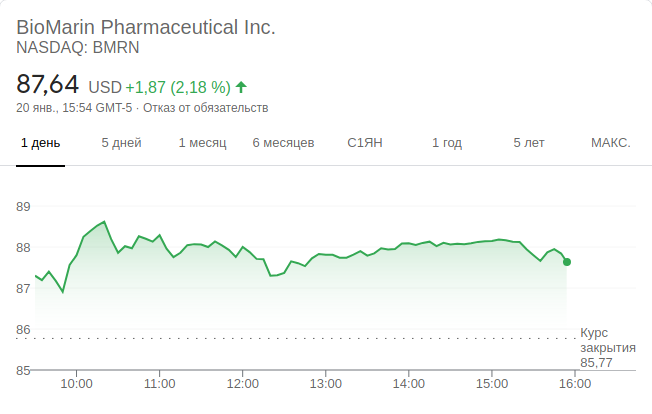 BioMarin Pharmaceutical Inc.
NASDAQ: BMRN
87,64 USD +1,87 (2,18 %)
20 янв., 15:54 GMT-5 · Отказ от обязательств
1 день 5 дней 1 месяц 6 месяцев С1ЯН 1 год 5 лет МАКС.
89
88
87
86
85
Курс
закрытия
85,77
10:00 11:00 12:00 13:00 14:00 15:00 16:00